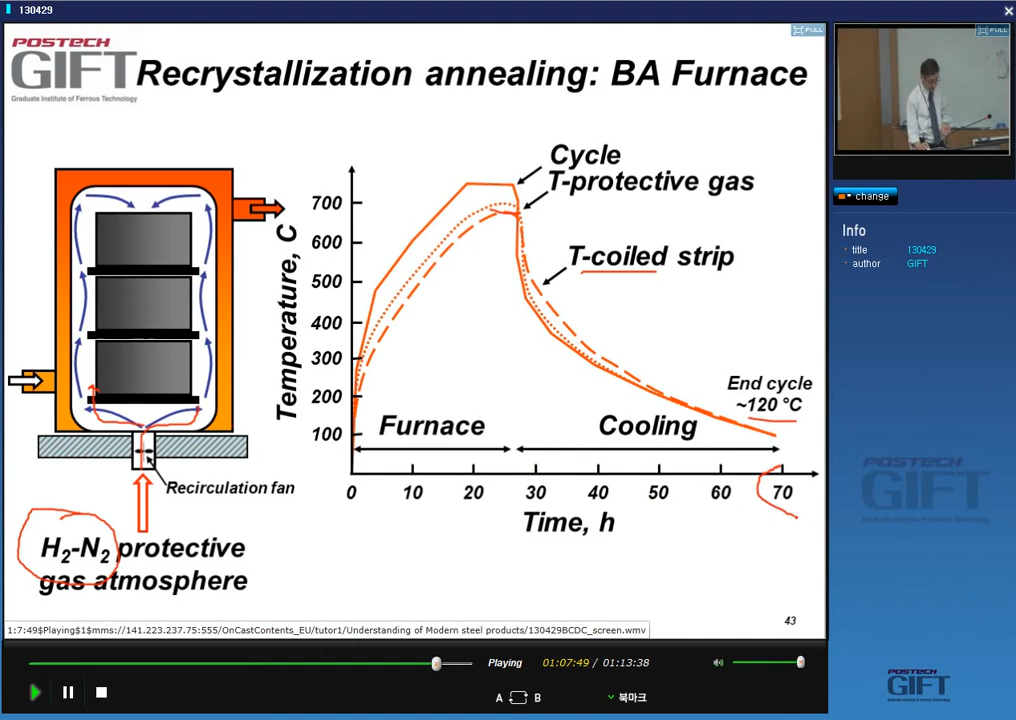 130429
POSTECH
GIFT
Graduate Institute of Ferrous Technology
Recrystallization annealing: BA Furnace
FULL
FULL
change
Info
title 130429
author GIFT
Cycle
T-protective gas
T-coiled strip
End cycle
~120 °C
Temperature, C
700
600
500
400
300
200
100
Furnace
Cooling
0 10 20 30 40 50 60 70
Time, h
Recirculation fan
H2-N2 protective
gas atmosphere
POSTECH
GIFT
43
1:7:49$Playing$1$mms://141.223.237.75:555/OnCastContents_EU/tutor1/Understanding of Modern steel products/130429BCDC_screen.wmv
Playing 01:07:49 / 01:13:38
A B 북마크
POSTECH
GIFT